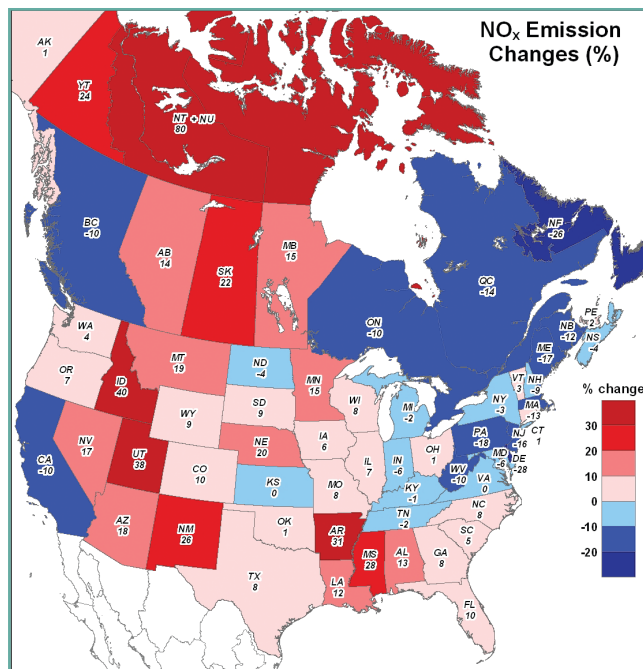 NOx Emission
Changes (%)
AK
1
YT
24
NT + NU
80
BC
-10
AB
14
SK
22
MB
15
ON
-10
QC
-14
NF
-26
PE
2
NB
-12
NS
-4
ME
-17
WA
4
OR
7
ID
40
MT
19
ND
-4
MN
15
WI
8
MI
-2
NY
-3
VT
3
NH
-9
MA
-13
CT
1
WY
9
SD
9
IA
6
NE
20
NV
17
UT
38
CA
-10
CO
10
KS
0
MO
8
IL
7
IN
-6
OH
1
PA
-18
NJ
-16
MD
-6
DE
-28
WV
-10
VA
0
KY
-1
TN
-2
NC
8
SC
5
AZ
18
NM
26
OK
1
AR
31
MS
28
AL
13
GA
8
TX
8
LA
12
FL
10
% change
30
20
10
0
-10
-20